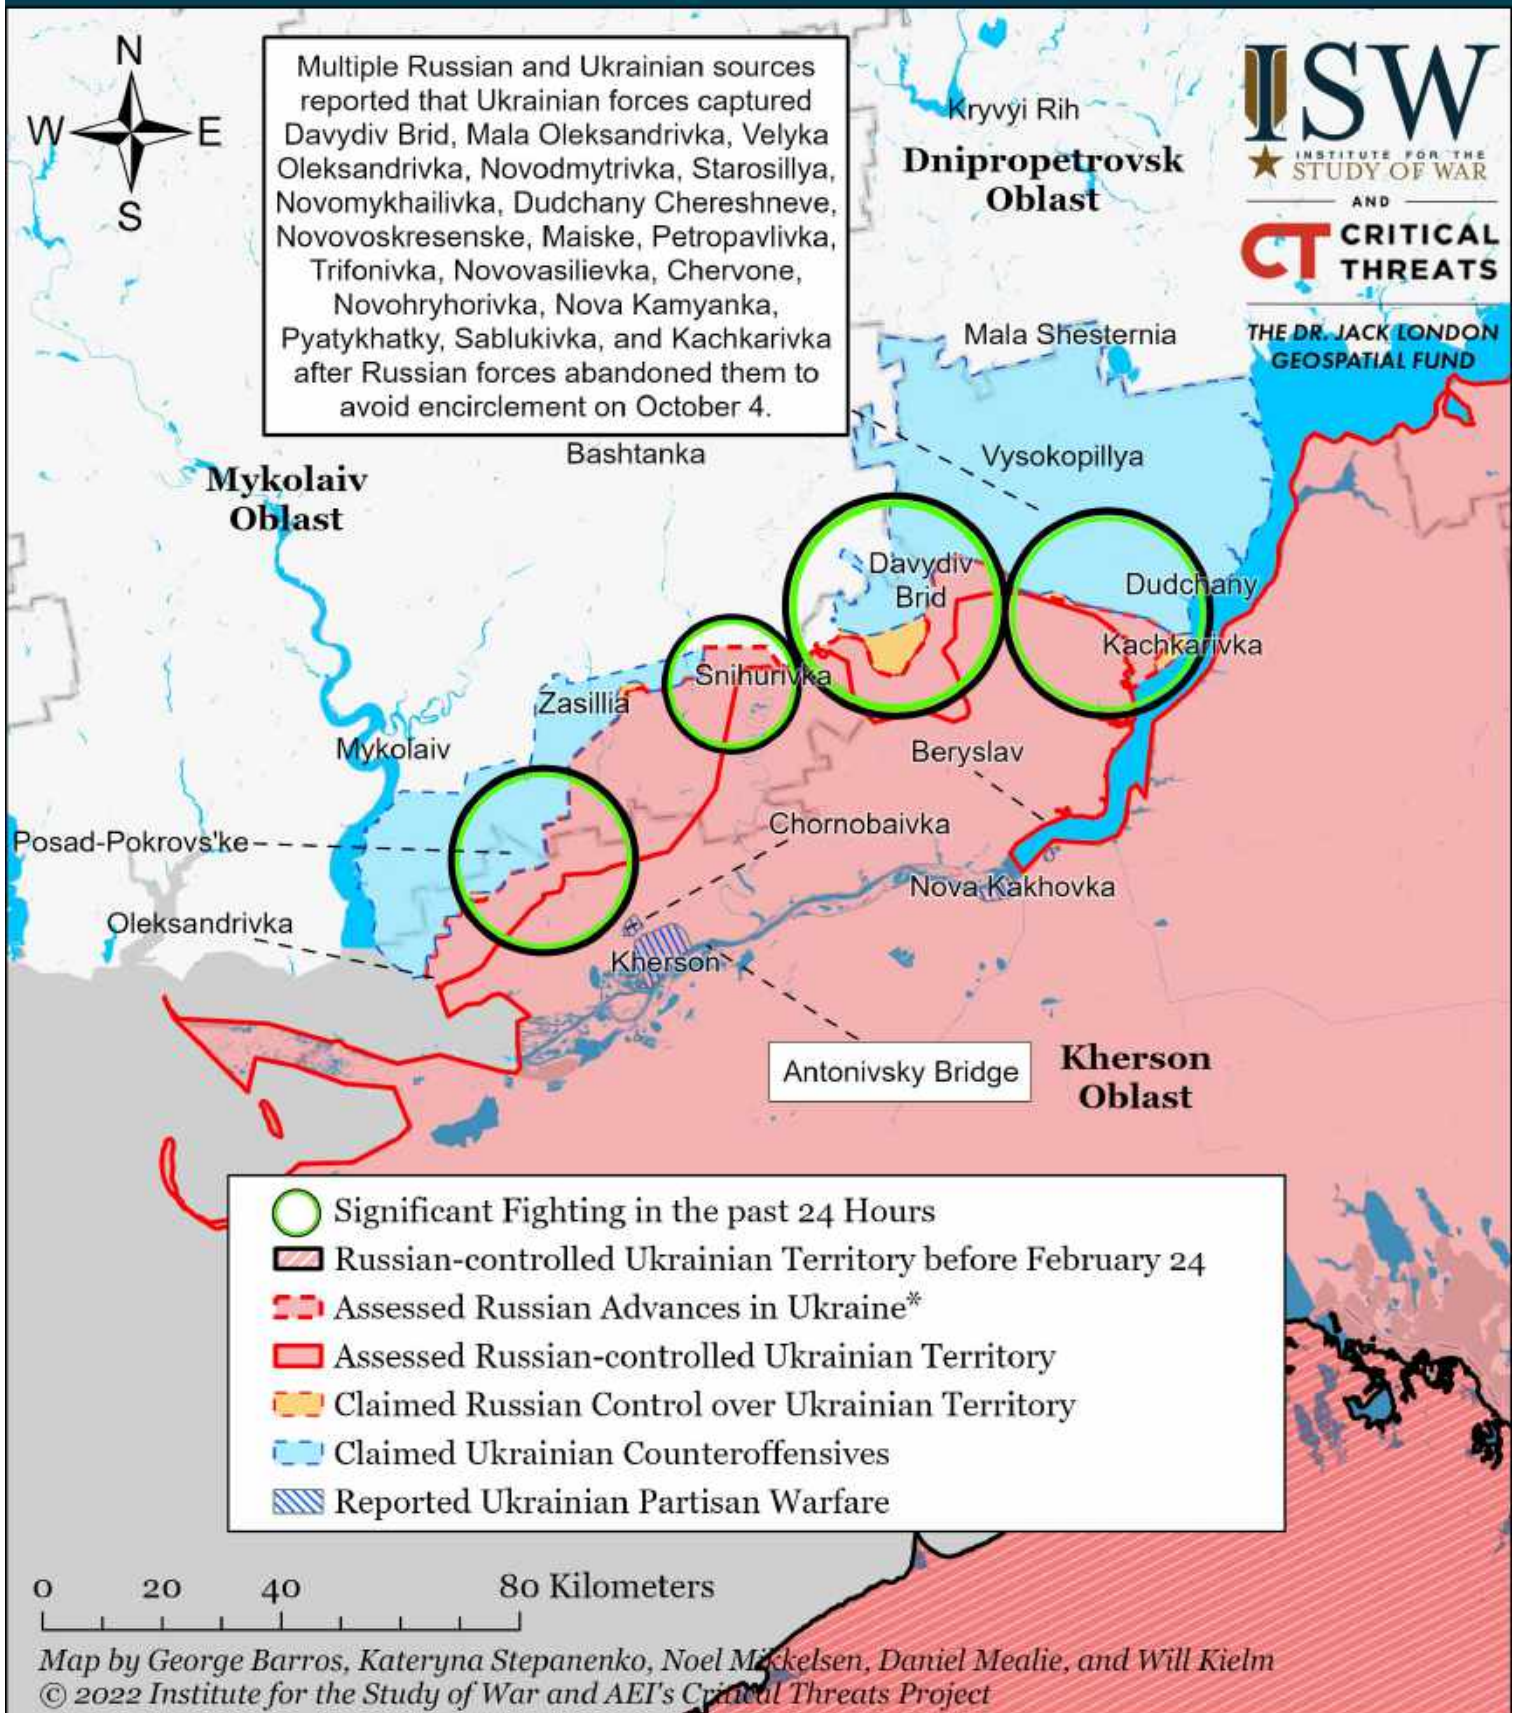 N
W E
S
Multiple Russian and Ukrainian sources
reported that Ukrainian forces captured
Davydiv Brid, Mala Oleksandrivka, Velyka
Oleksandrivka, Novodmytrivka, Starosillya,
Novomykhailivka, Dudchany Chereshneve,
Novovoskresenske, Maiske, Petropavlivka,
Trifonivka, Novovasilievka, Chervone,
Novohryhorivka, Nova Kamyanka,
Pyatykhatky, Sablukivka, and Kachkarivka
after Russian forces abandoned them to
avoid encirclement on October 4.
ISW
INSTITUTE FOR THE
STUDY OF WAR
AND
CT CRITICAL
THREATS
THE DR. JACK LONDON
GEOSPATIAL FUND
Kryvyi Rih
Dnipropetrovsk
Oblast
Mala Shesternia
Bashtanka
Vysokopillya
Mykolaiv
Oblast
Davydiv
Brid
Dudchany
Kachkarivka
Snihurivka
Zasillia
Mykolaiv
Beryslav
Chornobaivka
Posad-Pokrovs'ke
Nova Kakhovka
Oleksandrivka
Kherson
Antonivsky Bridge
Kherson
Oblast
Significant Fighting in the past 24 Hours
Russian-controlled Ukrainian Territory before February 24
Assessed Russian Advances in Ukraine*
Assessed Russian-controlled Ukrainian Territory
Claimed Russian Control over Ukrainian Territory
Claimed Ukrainian Counteroffensives
Reported Ukrainian Partisan Warfare
0 20 40 80 Kilometers
Map by George Barros, Kateryna Stepanenko, Noel Mikkelsen, Daniel Mealie, and Will Kielm
© 2022 Institute for the Study of War and AEI's Critical Threats Project